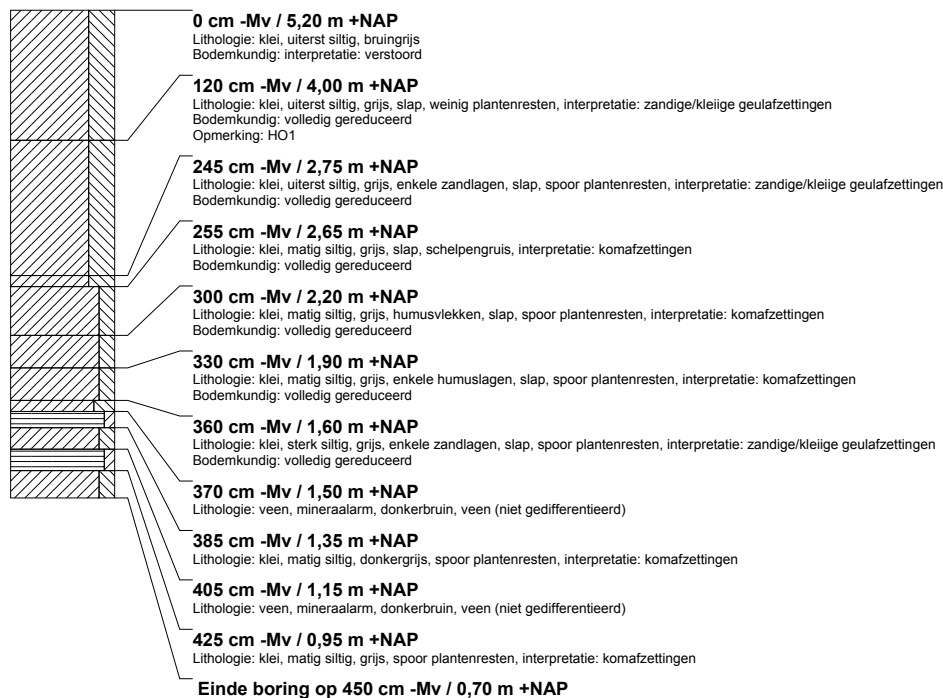 0 cm -Mv / 5,20 m +NAP
Lithologie: klei, uiterst siltig, bruingrijs
Bodemkundig: interpretatie: verstoord
120 cm -Mv / 4,00 m +NAP
Lithologie: klei, uiterst siltig, grijs, slap, weinig plantenresten, interpretatie: zandige/kleiige geulafzettingen
Bodemkundig: volledig gereduceerd
Opmerking: HO1
245 cm -Mv / 2,75 m +NAP
Lithologie: klei, uiterst siltig, grijs, enkele zandlagen, slap, spoor plantenresten, interpretatie: zandige/kleiige geulafzettingen
Bodemkundig: volledig gereduceerd
255 cm -Mv / 2,65 m +NAP
Lithologie: klei, matig siltig, grijs, slap, schelpengruis, interpretatie: komafzettingen
Bodemkundig: volledig gereduceerd
300 cm -Mv / 2,20 m +NAP
Lithologie: klei, matig siltig, grijs, humusvlekken, slap, spoor plantenresten, interpretatie: komafzettingen
Bodemkundig: volledig gereduceerd
330 cm -Mv / 1,90 m +NAP
Lithologie: klei, matig siltig, grijs, enkele humuslagen, slap, spoor plantenresten, interpretatie: komafzettingen
Bodemkundig: volledig gereduceerd
360 cm -Mv / 1,60 m +NAP
Lithologie: klei, sterk siltig, grijs, enkele zandlagen, slap, spoor plantenresten, interpretatie: zandige/kleiige geulafzettingen
Bodemkundig: volledig gereduceerd
370 cm -Mv / 1,50 m +NAP
Lithologie: veen, mineraalarm, donkerbruin, veen (niet gedifferentieerd)
385 cm -Mv / 1,35 m +NAP
Lithologie: klei, matig siltig, donkergrijs, spoor plantenresten, interpretatie: komafzettingen
405 cm -Mv / 1,15 m +NAP
Lithologie: veen, mineraalarm, donkerbruin, veen (niet gedifferentieerd)
425 cm -Mv / 0,95 m +NAP
Lithologie: klei, matig siltig, grijs, spoor plantenresten, interpretatie: komafzettingen
Einde boring op 450 cm -Mv / 0,70 m +NAP